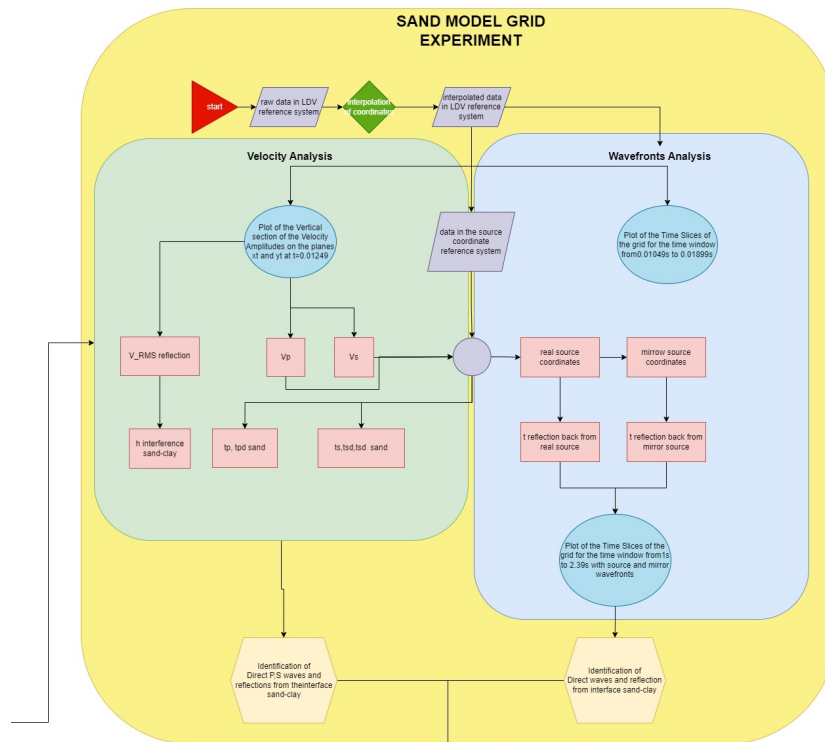 SAND MODEL GRID
EXPERIMENT
start
raw data in LDV
reference system
interpolation
of coordinates
interpolated data
in LDV reference
system
Velocity Analysis
Wavefronts Analysis
Plot of the Vertical
section of the Velocity
Amplitudes on the planes
xt and yt at t=0.01249
data in the source
coordinate
reference system
Plot of the Time Slices of
the grid for the time window
from0.01049s to 0.01899s
V_RMS reflection
Vp
Vs
real source
coordinates
mirrow source
coordinates
h interference
sand-clay
tp, tpd sand
ts,tsd,tsd sand
t reflection back from
real source
t reflection back from
mirror source
Plot of the Time Slices of the
grid for the time window from1s
to 2.39s with source and mirror
wavefronts
Identification of
Direct P,S waves and
reflections from theinterface
sand-clay
Identification of
Direct waves and reflection
from interface sand-clay